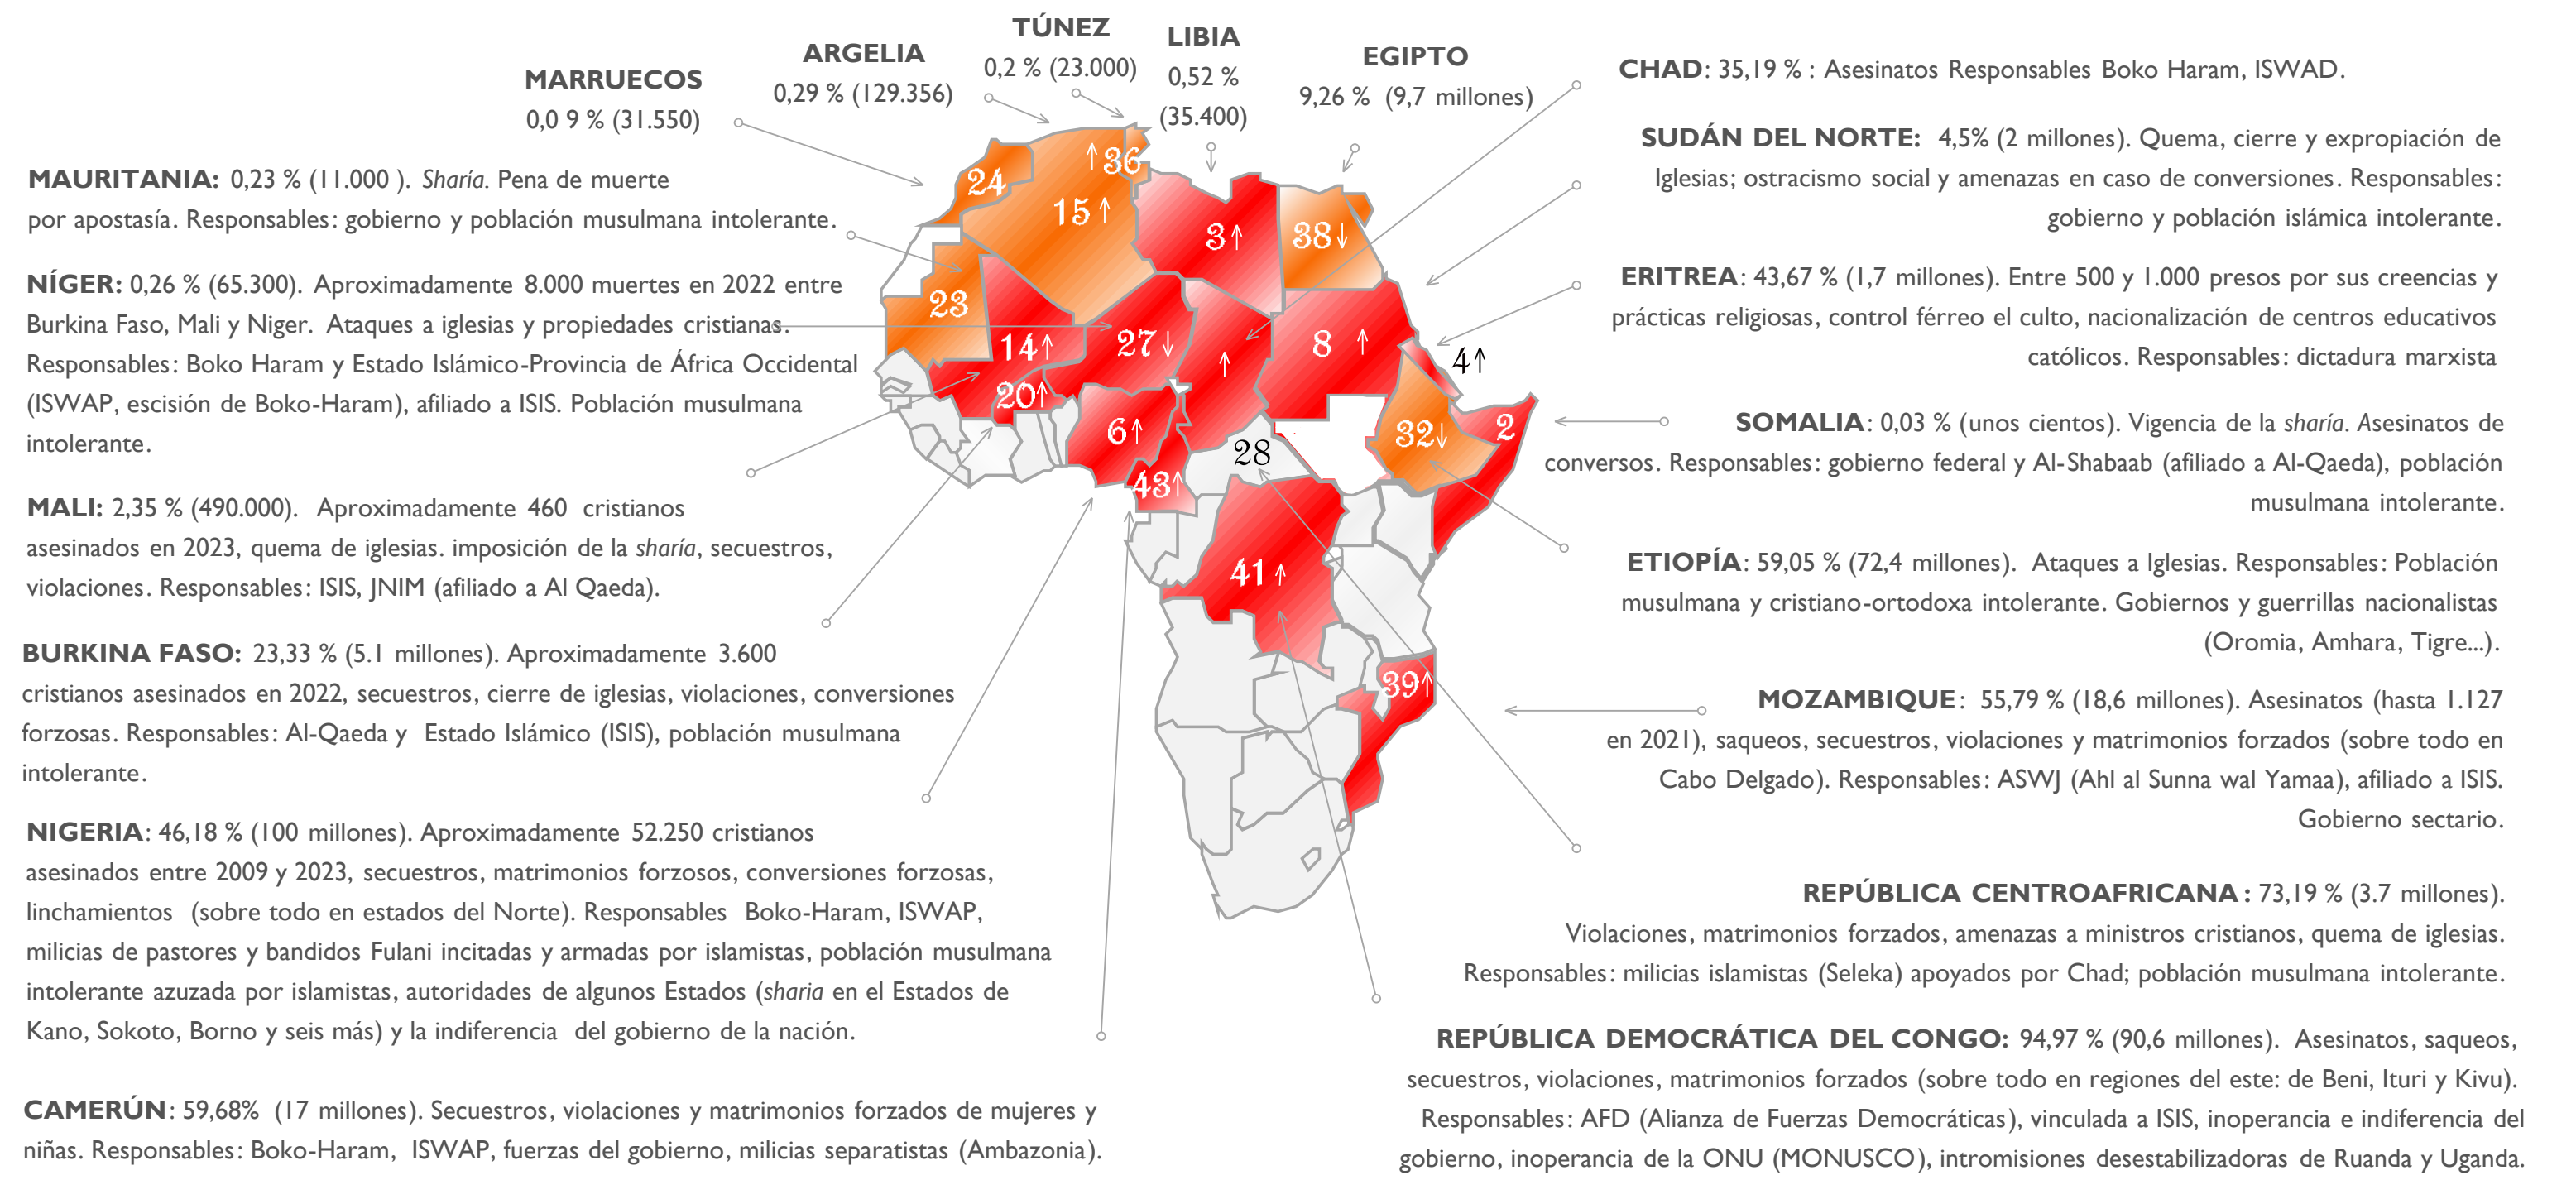 MARRUECOS
0,0 9 % (31.550)
ARGELIA
0,29 % (129.356)
TÚNEZ
0,2 % (23.000)
LIBIA
0,52 %
(35.400)
EGIPTO
9,26 % (9,7 millones)
MAURITANIA: 0,23 % (11.000 ). Sharía. Pena de muerte
por apostasía. Responsables: gobierno y población musulmana intolerante.
NÍGER: 0,26 % (65.300). Aproximadamente 8.000 muertes en 2022 entre
Burkina Faso, Mali y Niger. Ataques a iglesias y propiedades cristianas.
Responsables: Boko Haram y Estado Islámico-Provincia de África Occidental
(ISWAP, escisión de Boko-Haram), afiliado a ISIS. Población musulmana
intolerante.
MALI: 2,35 % (490.000). Aproximadamente 460 cristianos
asesinados en 2023, quema de iglesias. imposición de la sharía, secuestros,
violaciones. Responsables: ISIS, JNIM (afiliado a Al Qaeda).
BURKINA FASO: 23,33 % (5.1 millones). Aproximadamente 3.600
cristianos asesinados en 2022, secuestros, cierre de iglesias, violaciones, conversiones
forzosas. Responsables: Al-Qaeda y Estado Islámico (ISIS), población musulmana
intolerante.
NIGERIA: 46,18 % (100 millones). Aproximadamente 52.250 cristianos
asesinados entre 2009 y 2023, secuestros, matrimonios forzosos, conversiones forzosas,
linchamientos (sobre todo en estados del Norte). Responsables Boko-Haram, ISWAP,
milicias de pastores y bandidos Fulani incitadas y armadas por islamistas, población musulmana
intolerante azuzada por islamistas, autoridades de algunos Estados (sharia en el Estados de
Kano, Sokoto, Borno y seis más) y la indiferencia del gobierno de la nación.
CAMERÚN: 59,68% (17 millones). Secuestros, violaciones y matrimonios forzados de mujeres y
niñas. Responsables: Boko-Haram, ISWAP, fuerzas del gobierno, milicias separatistas (Ambazonia).
↑ 36
24
15 ↑
3 ↑
38 ↓
23
14 ↑
27 ↓
↑
8 ↑
4 ↑
20 ↑
6 ↑
32 ↓
2
28
43 ↑
41 ↑
39 ↑
CHAD: 35,19 % : Asesinatos Responsables Boko Haram, ISWAD.
SUDÁN DEL NORTE: 4,5% (2 millones). Quema, cierre y expropiación de
Iglesias; ostracismo social y amenazas en caso de conversiones. Responsables:
gobierno y población islámica intolerante.
ERITREA: 43,67 % (1,7 millones). Entre 500 y 1.000 presos por sus creencias y
prácticas religiosas, control férreo el culto, nacionalización de centros educativos
católicos. Responsables: dictadura marxista
SOMALIA: 0,03 % (unos cientos). Vigencia de la sharía. Asesinatos de
conversos. Responsables: gobierno federal y Al-Shabaab (afiliado a Al-Qaeda), población
musulmana intolerante.
ETIOPÍA: 59,05 % (72,4 millones). Ataques a Iglesias. Responsables: Población
musulmana y cristiano-ortodoxa intolerante. Gobiernos y guerrillas nacionalistas
(Oromia, Amhara, Tigre...).
MOZAMBIQUE: 55,79 % (18,6 millones). Asesinatos (hasta 1.127
en 2021), saqueos, secuestros, violaciones y matrimonios forzados (sobre todo en
Cabo Delgado). Responsables: ASWJ (Ahl al Sunna wal Yamaa), afiliado a ISIS.
Gobierno sectario.
REPÚBLICA CENTROAFRICANA : 73,19 % (3.7 millones).
Violaciones, matrimonios forzados, amenazas a ministros cristianos, quema de iglesias.
Responsables: milicias islamistas (Seleka) apoyados por Chad; población musulmana intolerante.
REPÚBLICA DEMOCRÁTICA DEL CONGO: 94,97 % (90,6 millones). Asesinatos, saqueos,
secuestros, violaciones, matrimonios forzados (sobre todo en regiones del este: de Beni, Ituri y Kivu).
Responsables: AFD (Alianza de Fuerzas Democráticas), vinculada a ISIS, inoperancia e indiferencia del
gobierno, inoperancia de la ONU (MONUSCO), intromisiones desestabilizadoras de Ruanda y Uganda.